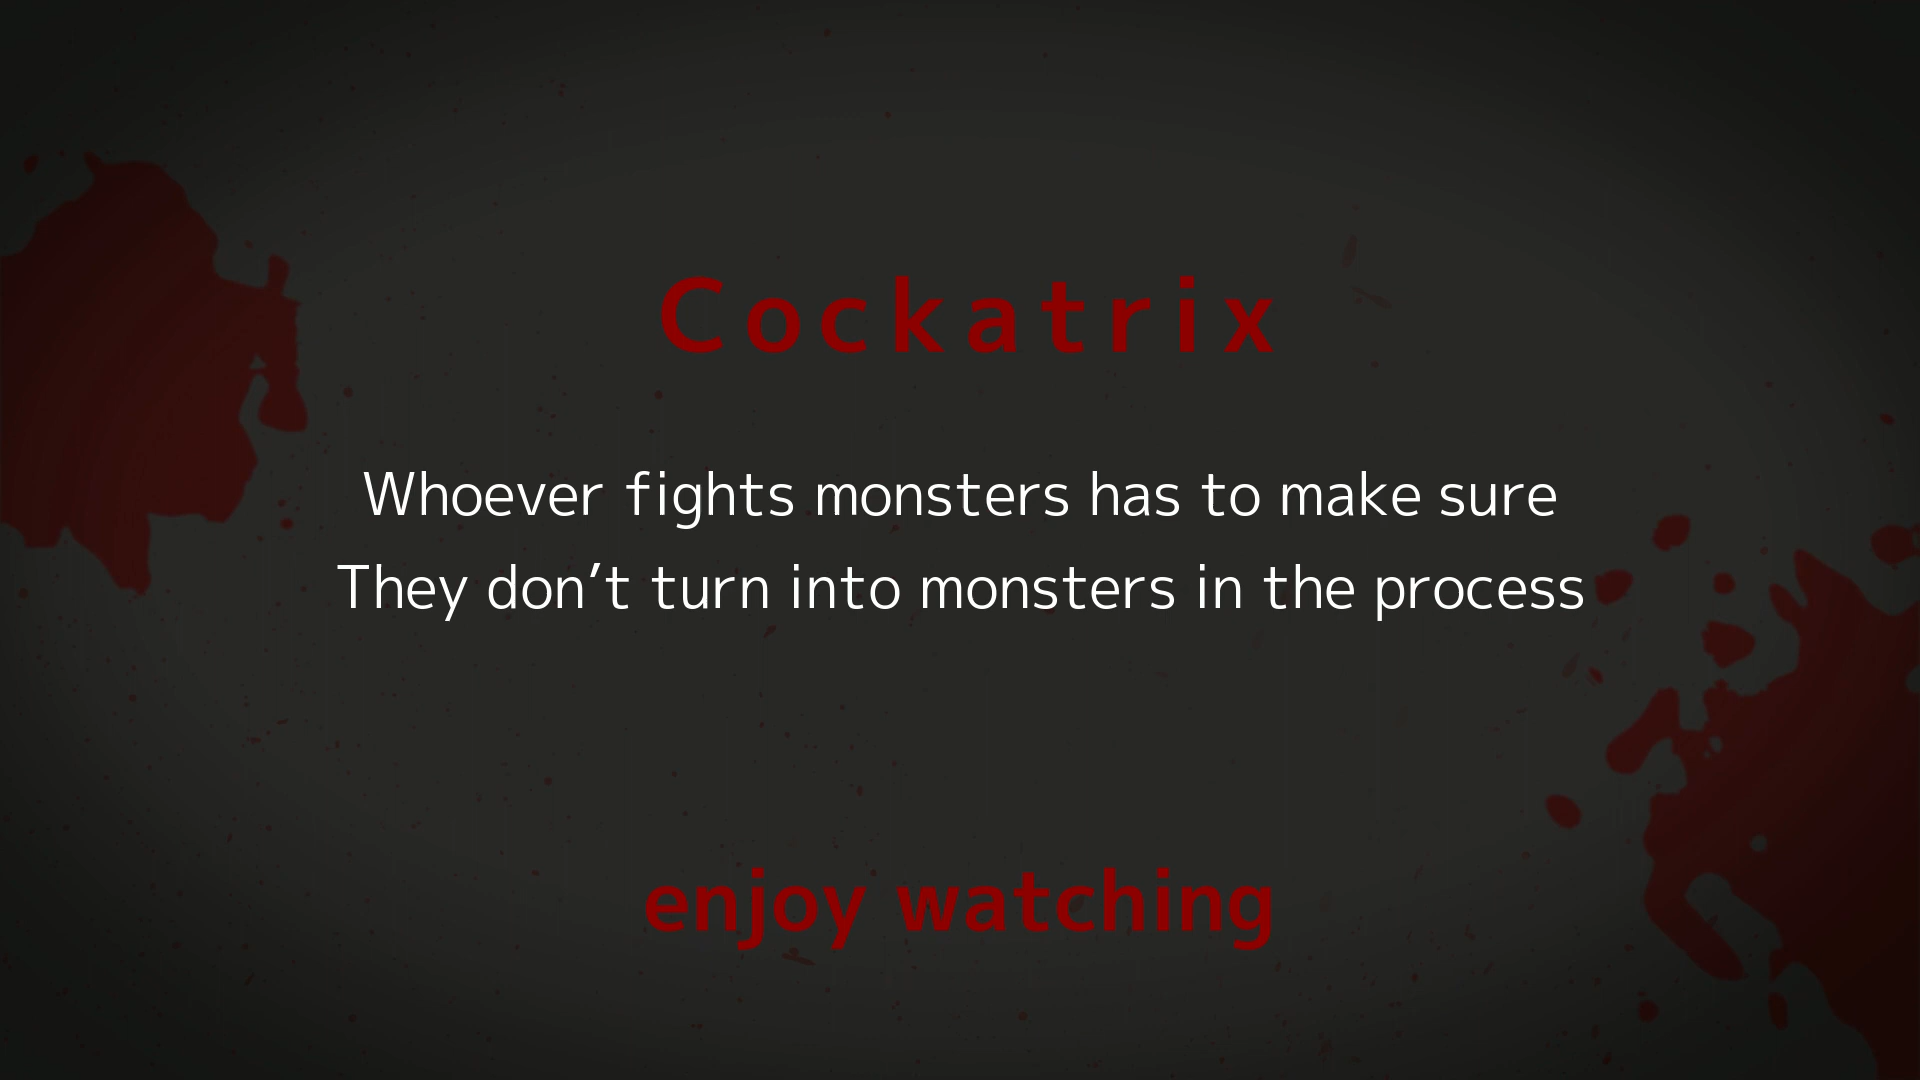 Cockatrix
Whoever fights monsters has to make sure
They don’t turn into monsters in the process
enjoy watching